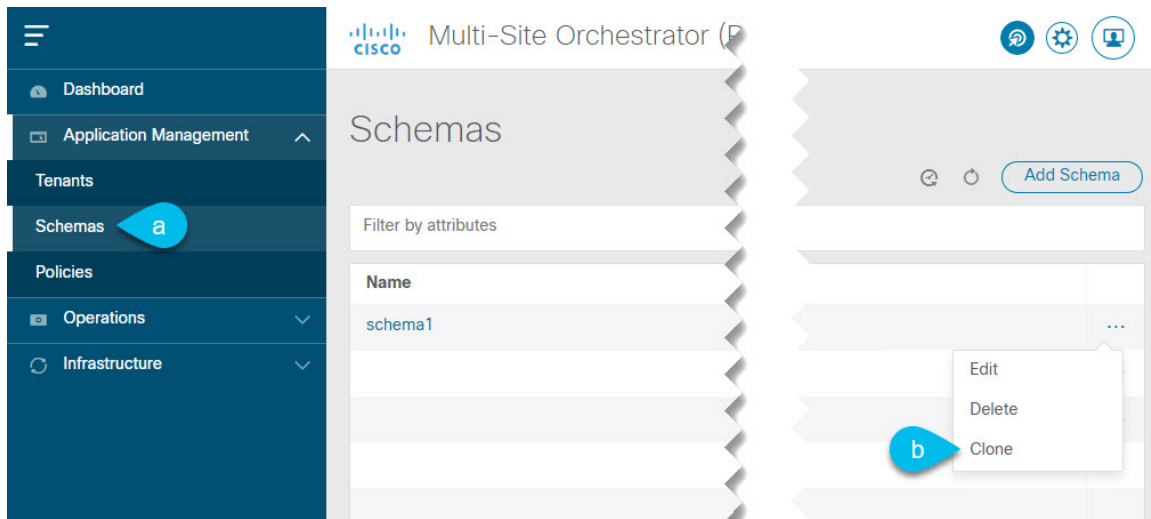 Dashboard
Application Management
Tenants
Schemas
a
Policies
Operations
Infrastructure
CISCO
Multi-Site Orchestrator
Schemas
Add Schema
Filter by attributes
Name
schema1
...
Edit
Delete
b
Clone